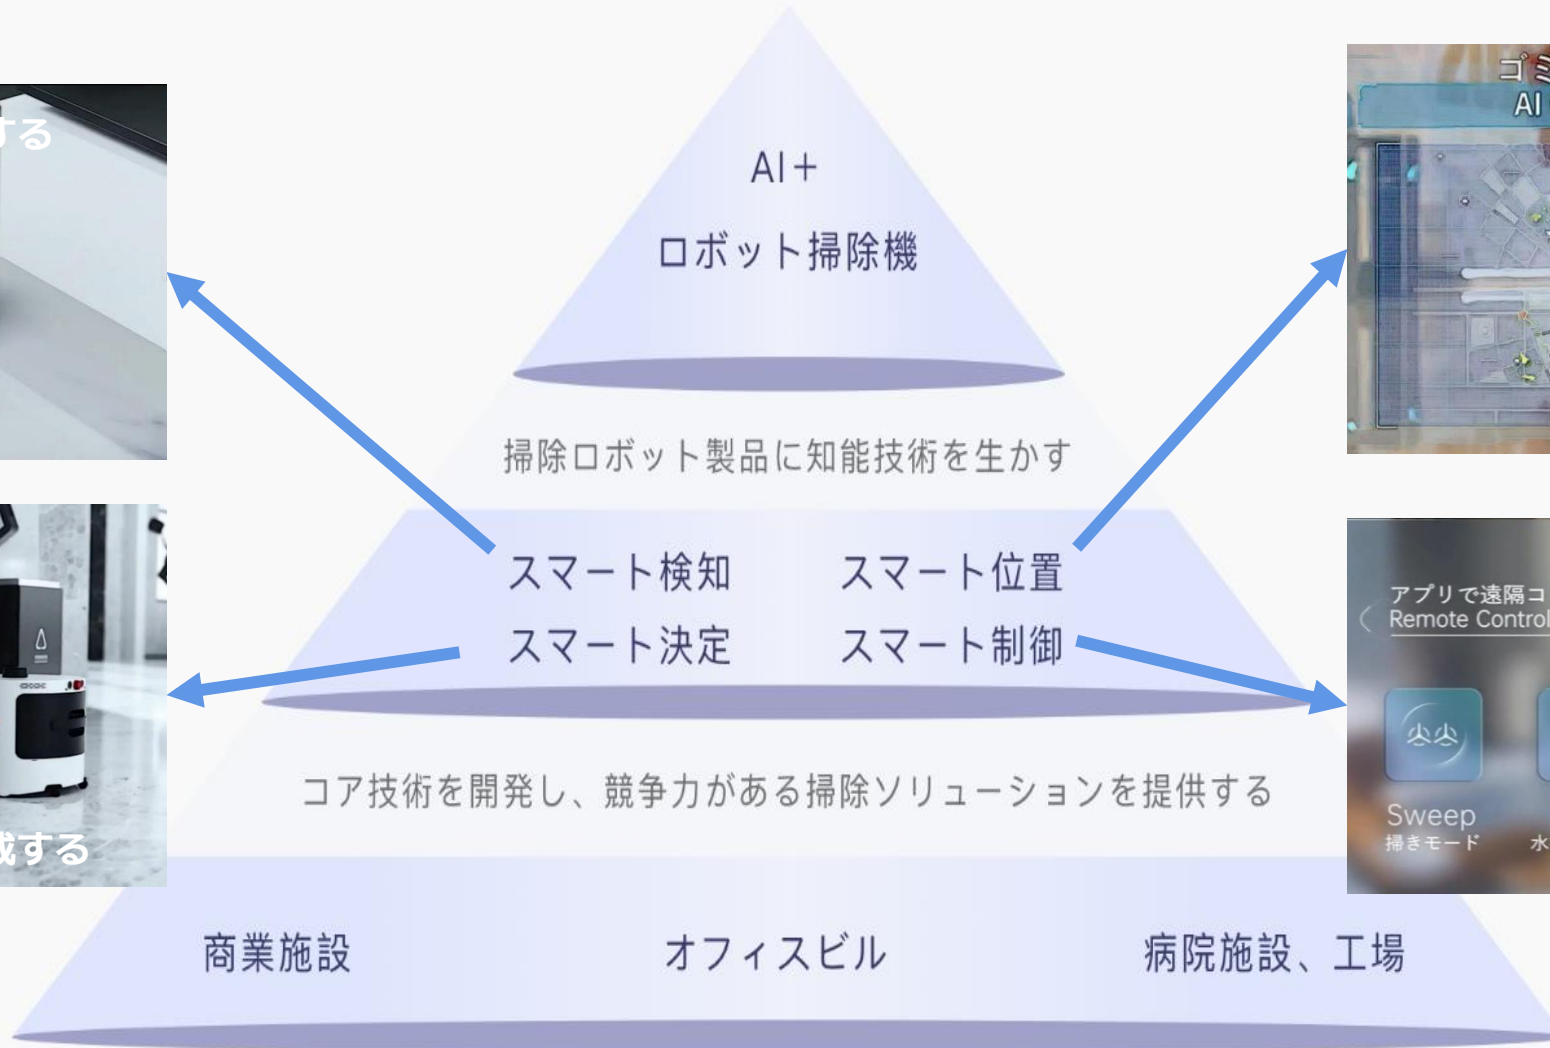 AI＋
ロボット掃除機
掃除ロボット製品に知能技術を生かす
スマート検知 スマート位置
スマート決定 スマート制御
コア技術を開発し、競争力がある掃除ソリューションを提供する
商業施設 オフィスビル 病院施設、工場
する
成する
ゴミ
AI
アプリで遠隔コ
Remote Control
Sweep
掃きモード 水